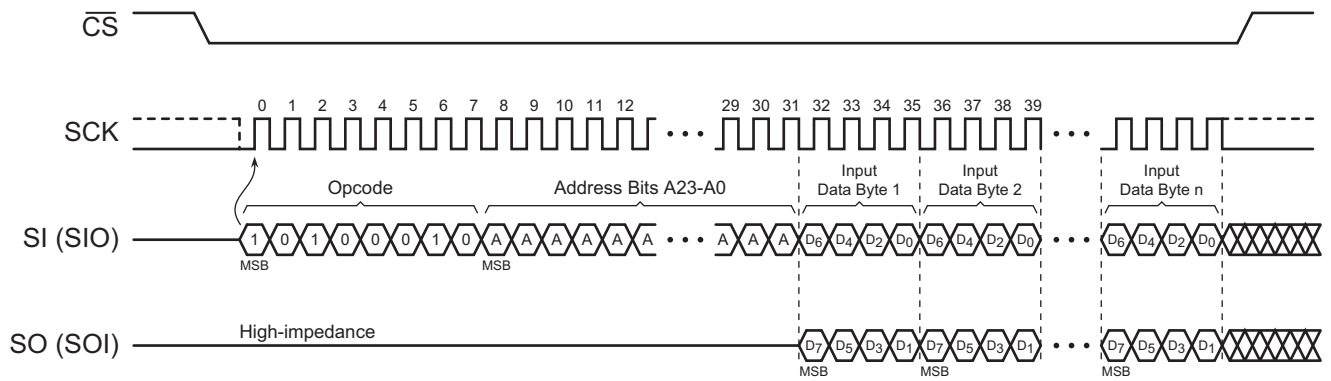 CS
0 1 2 3 4 5 6 7 8 9 10 11 12 29 30 31 32 33 34 35 36 37 38 39
SCK • • • • • •
Opcode Address Bits A23-A0 Input Data Byte 1 Input Data Byte 2 Input Data Byte n
SI (SIO) 1 0 1 0 0 0 1 0 A A A A A A • • • A A A D6 D4 D2 D0 D6 D4 D2 D0 • • • D6 D4 D2 D0
MSB MSB
High-impedance
SO (SOI) D7 D5 D3 D1 D7 D5 D3 D1 • • • D7 D5 D3 D1
MSB MSB MSB